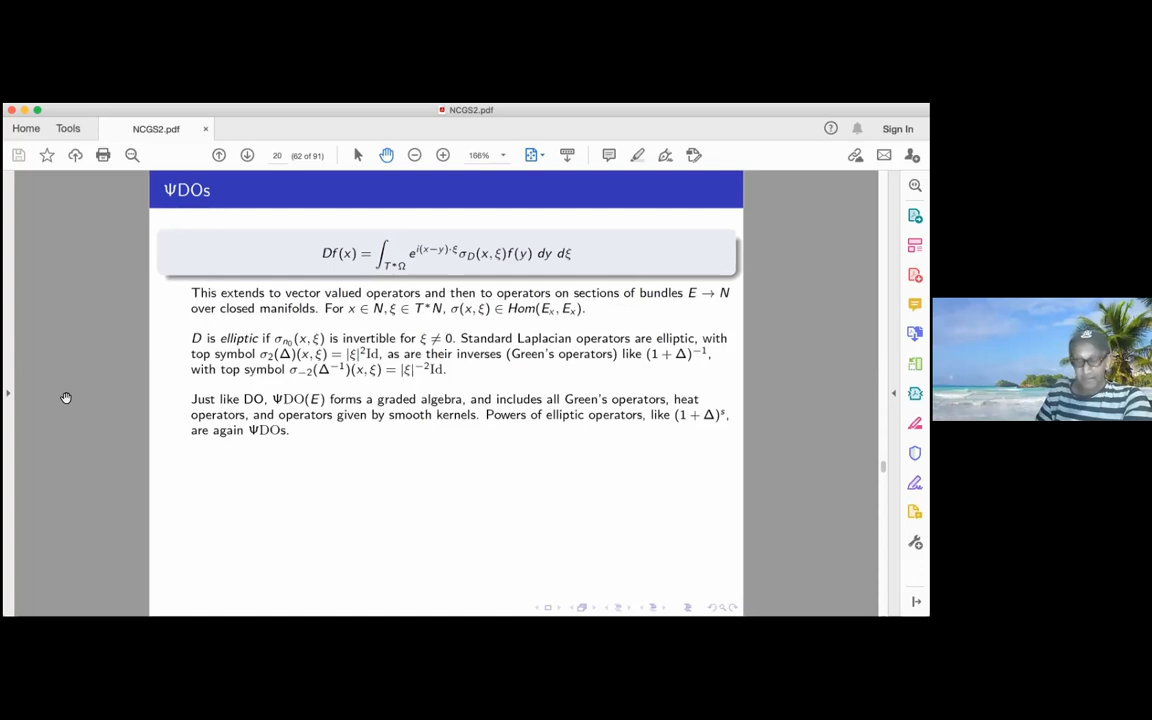 NCGS2.pdf
Home Tools NCGS2.pdf × Sign In
20 (62 of 91) 166%
ΨDOs
Df(x) = ∫_{T*Ω} e^{i(x−y)·ξ} σ_D(x, ξ)f(y) dy dξ
This extends to vector valued operators and then to operators on sections of bundles E → N
over closed manifolds. For x ∈ N, ξ ∈ T*N, σ(x, ξ) ∈ Hom(E_x, E_x).
D is elliptic if σ_{n_0}(x, ξ) is invertible for ξ ≠ 0. Standard Laplacian operators are elliptic, with
top symbol σ_2(Δ)(x, ξ) = |ξ|^2Id, as are their inverses (Green's operators) like (1 + Δ)^{−1},
with top symbol σ_{−2}(Δ^{−1})(x, ξ) = |ξ|^{−2}Id.
Just like DO, ΨDO(E) forms a graded algebra, and includes all Green's operators, heat
operators, and operators given by smooth kernels. Powers of elliptic operators, like (1 + Δ)^s,
are again ΨDOs.